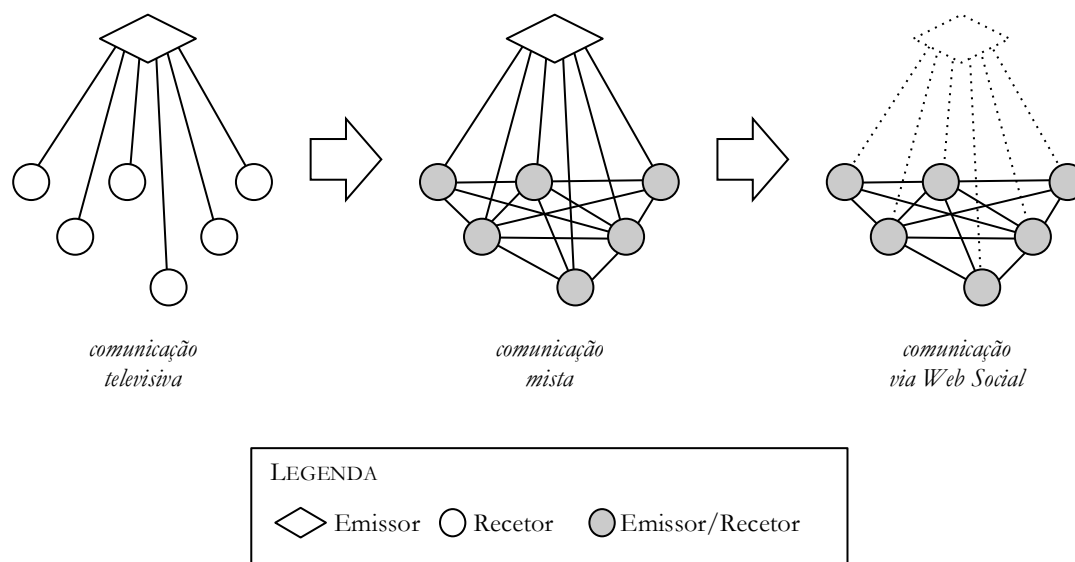 comunicação
televisiva
comunicação
mista
comunicação
via Web Social
LEGENDA
Emissor Recetor Emissor/Recetor